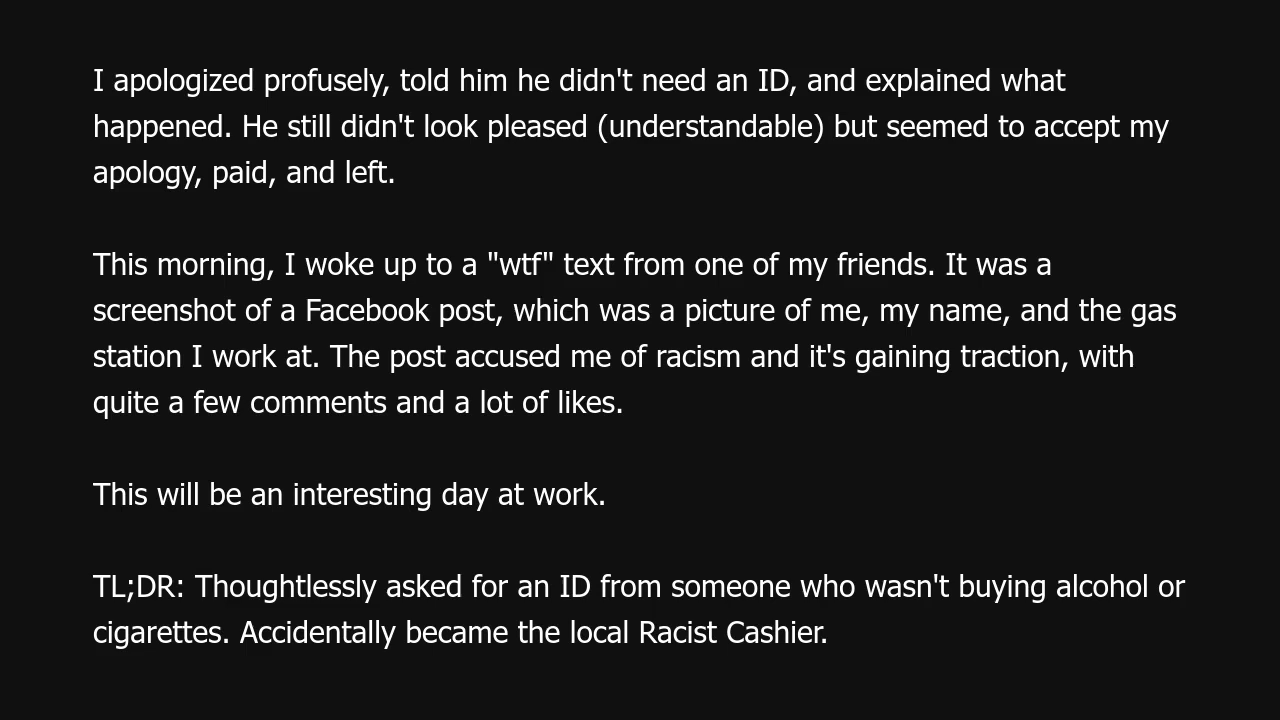 I apologized profusely, told him he didn't need an ID, and explained what
happened. He still didn't look pleased (understandable) but seemed to accept my
apology, paid, and left.
This morning, I woke up to a "wtf" text from one of my friends. It was a
screenshot of a Facebook post, which was a picture of me, my name, and the gas
station I work at. The post accused me of racism and it's gaining traction, with
quite a few comments and a lot of likes.
This will be an interesting day at work.
TL;DR: Thoughtlessly asked for an ID from someone who wasn't buying alcohol or
cigarettes. Accidentally became the local Racist Cashier.